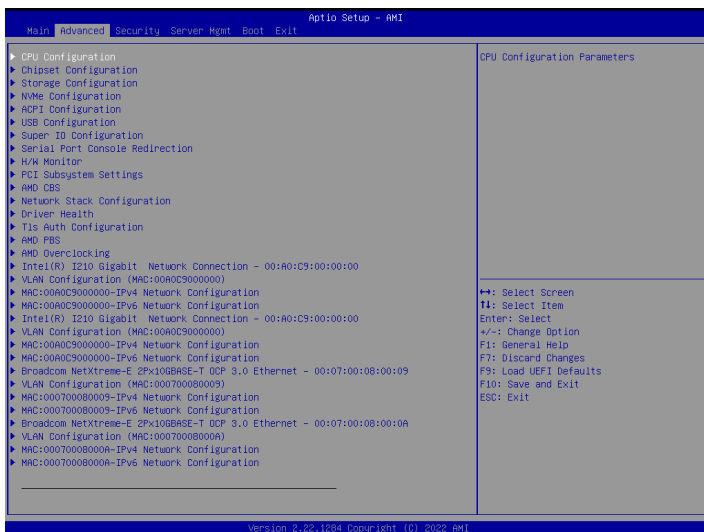 Aptio Setup - AMI
Main Advanced Security Server Mgmt Boot Exit
CPU Configuration
Chipset Configuration
Storage Configuration
NVMe Configuration
ACPI Configuration
USB Configuration
Super IO Configuration
Serial Port Console Redirection
H/W Monitor
PCI Subsystem Settings
AMD CBS
Network Stack Configuration
Driver Health
Tls Auth Configuration
AMD PBS
AMD Overclocking
Intel(R) I210 Gigabit  Network Connection - 00:A0:C9:00:00:00
VLAN Configuration (MAC:00A0C9000000)
MAC:00A0C9000000-IPv4 Network Configuration
MAC:00A0C9000000-IPv6 Network Configuration
Intel(R) I210 Gigabit  Network Connection - 00:A0:C9:00:00:00
VLAN Configuration (MAC:00A0C9000000)
MAC:00A0C9000000-IPv4 Network Configuration
MAC:00A0C9000000-IPv6 Network Configuration
Broadcom NetXtreme-E 2Px10GBASE-T OCP 3.0 Ethernet - 00:07:00:08:00:09
VLAN Configuration (MAC:000700080009)
MAC:000700080009-IPv4 Network Configuration
MAC:000700080009-IPv6 Network Configuration
Broadcom NetXtreme-E 2Px10GBASE-T OCP 3.0 Ethernet - 00:07:00:08:00:0A
VLAN Configuration (MAC:00070008000A)
MAC:00070008000A-IPv4 Network Configuration
MAC:00070008000A-IPv6 Network Configuration
CPU Configuration Parameters
↔: Select Screen
↑↓: Select Item
Enter: Select
+/-: Change Option
F1: General Help
F7: Discard Changes
F9: Load UEFI Defaults
F10: Save and Exit
ESC: Exit
Version 2.22.1284 Copyright (C) 2022 AMI